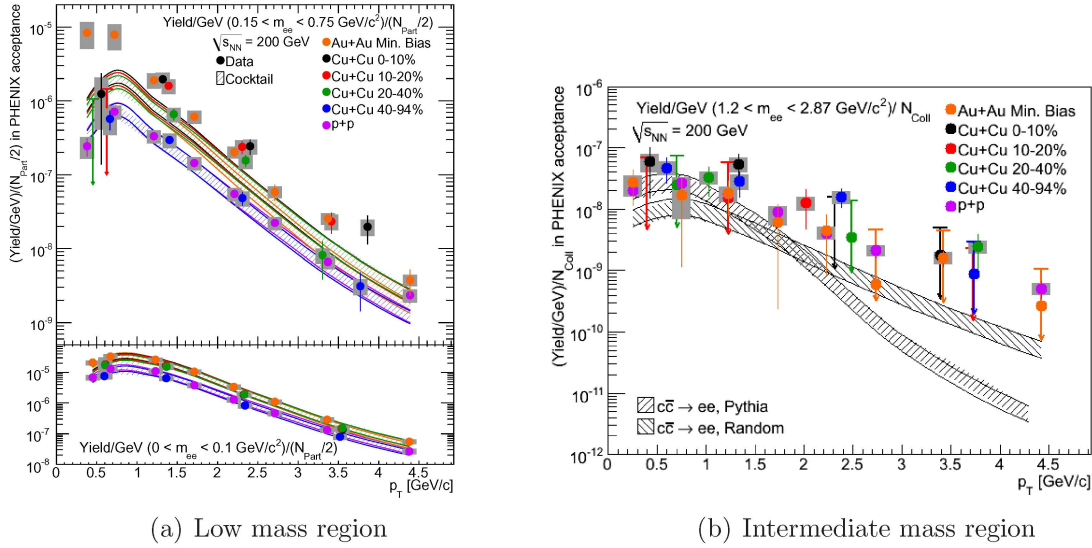 Yield/GeV (0.15 < m_ee < 0.75 GeV/c²)/(N_Part/2)
√s_NN = 200 GeV
Data
Cocktail
Au+Au Min. Bias
Cu+Cu 0-10%
Cu+Cu 10-20%
Cu+Cu 20-40%
Cu+Cu 40-94%
p+p
(Yield/GeV)/(N_Part/2) in PHENIX acceptance
10⁻⁵
10⁻⁶
10⁻⁷
10⁻⁸
10⁻⁹
10⁻⁵
10⁻⁶
10⁻⁷
10⁻⁸
Yield/GeV (0 < m_ee < 0.1 GeV/c²)/(N_Part/2)
0 0.5 1 1.5 2 2.5 3 3.5 4 4.5
p_T [GeV/c]
(a) Low mass region
Yield/GeV (1.2 < m_ee < 2.87 GeV/c²)/ N_Coll
√s_NN = 200 GeV
Au+Au Min. Bias
Cu+Cu 0-10%
Cu+Cu 10-20%
Cu+Cu 20-40%
Cu+Cu 40-94%
p+p
(Yield/GeV)/N_Coll in PHENIX acceptance
10⁻⁶
10⁻⁷
10⁻⁸
10⁻⁹
10⁻¹⁰
10⁻¹¹
10⁻¹²
cc̅ → ee, Pythia
cc̅ → ee, Random
0 0.5 1 1.5 2 2.5 3 3.5 4 4.5
p_T [GeV/c]
(b) Intermediate mass region